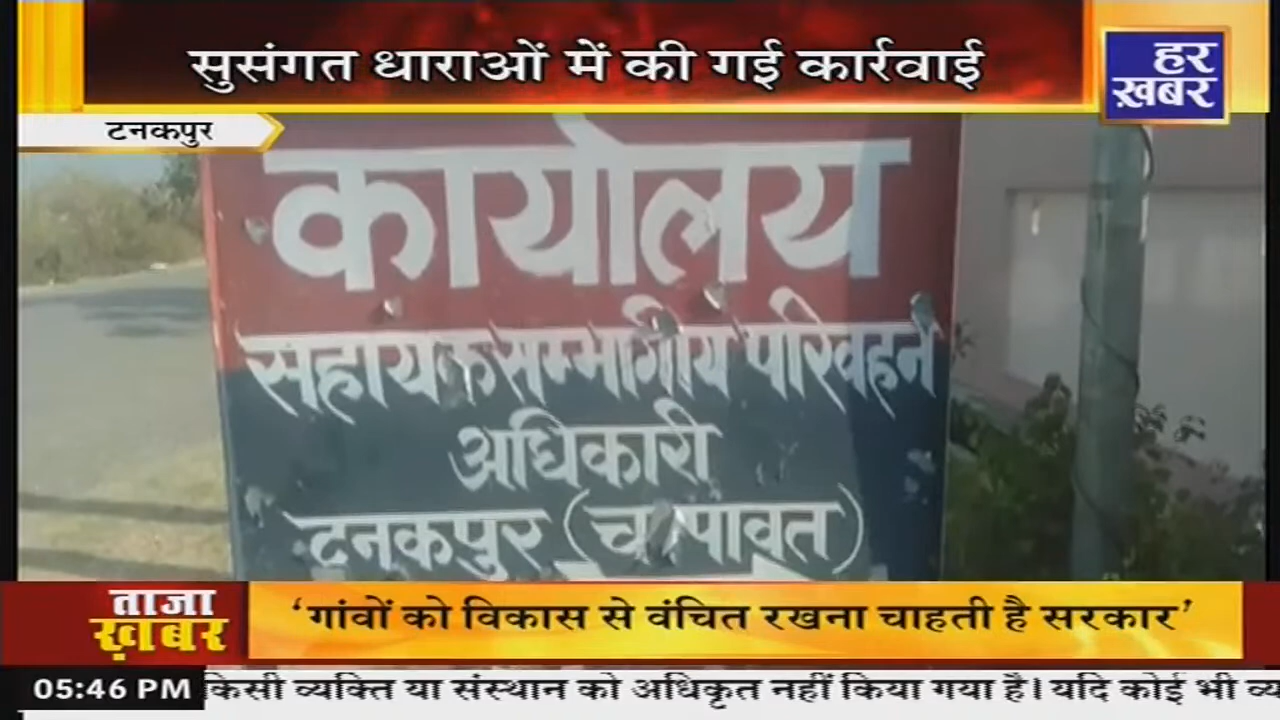 सुसंगत धाराओं में की गई कार्रवाई
हर
ख़बर
टनकपुर
कार्यालय
सहायक सम्भागीय परिवहन
अधिकारी
टनकपुर (चम्पावत)
ताजा
ख़बर
‘गांवों को विकास से वंचित रखना चाहती है सरकार’
05:46 PM
किसी व्यक्ति या संस्थान को अधिकृत नहीं किया गया है। यदि कोई भी व्य